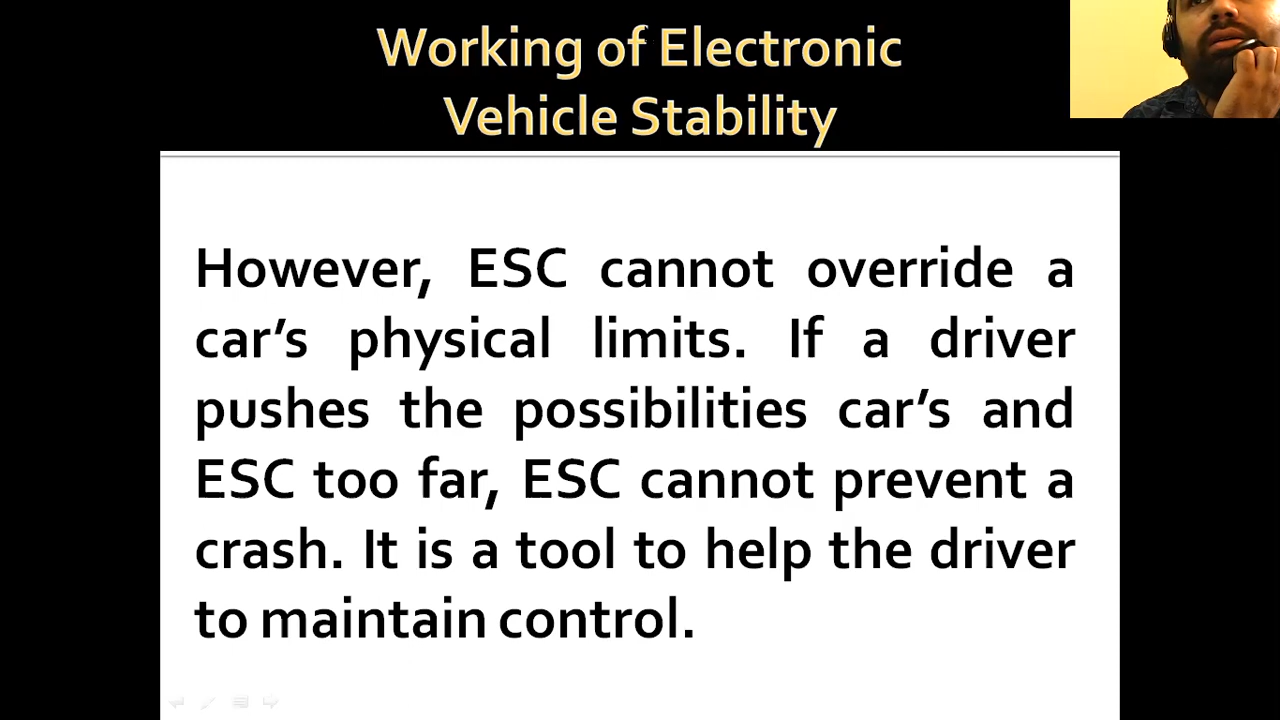 Working of Electronic
Vehicle Stability
However, ESC cannot override a
car’s physical limits. If a driver
pushes the possibilities car’s and
ESC too far, ESC cannot prevent a
crash. It is a tool to help the driver
to maintain control.